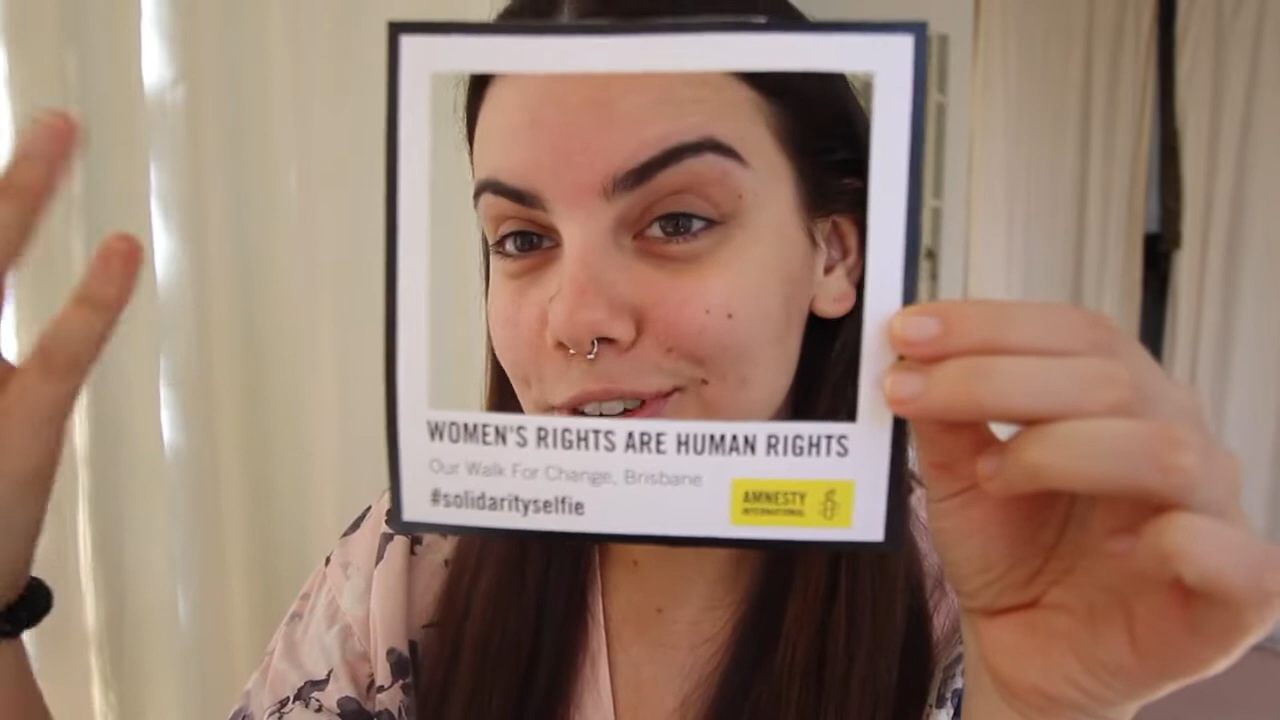 WOMEN'S RIGHTS ARE HUMAN RIGHTS
Our Walk For Change, Brisbane
#solidarityselfie
AMNESTY
INTERNATIONAL